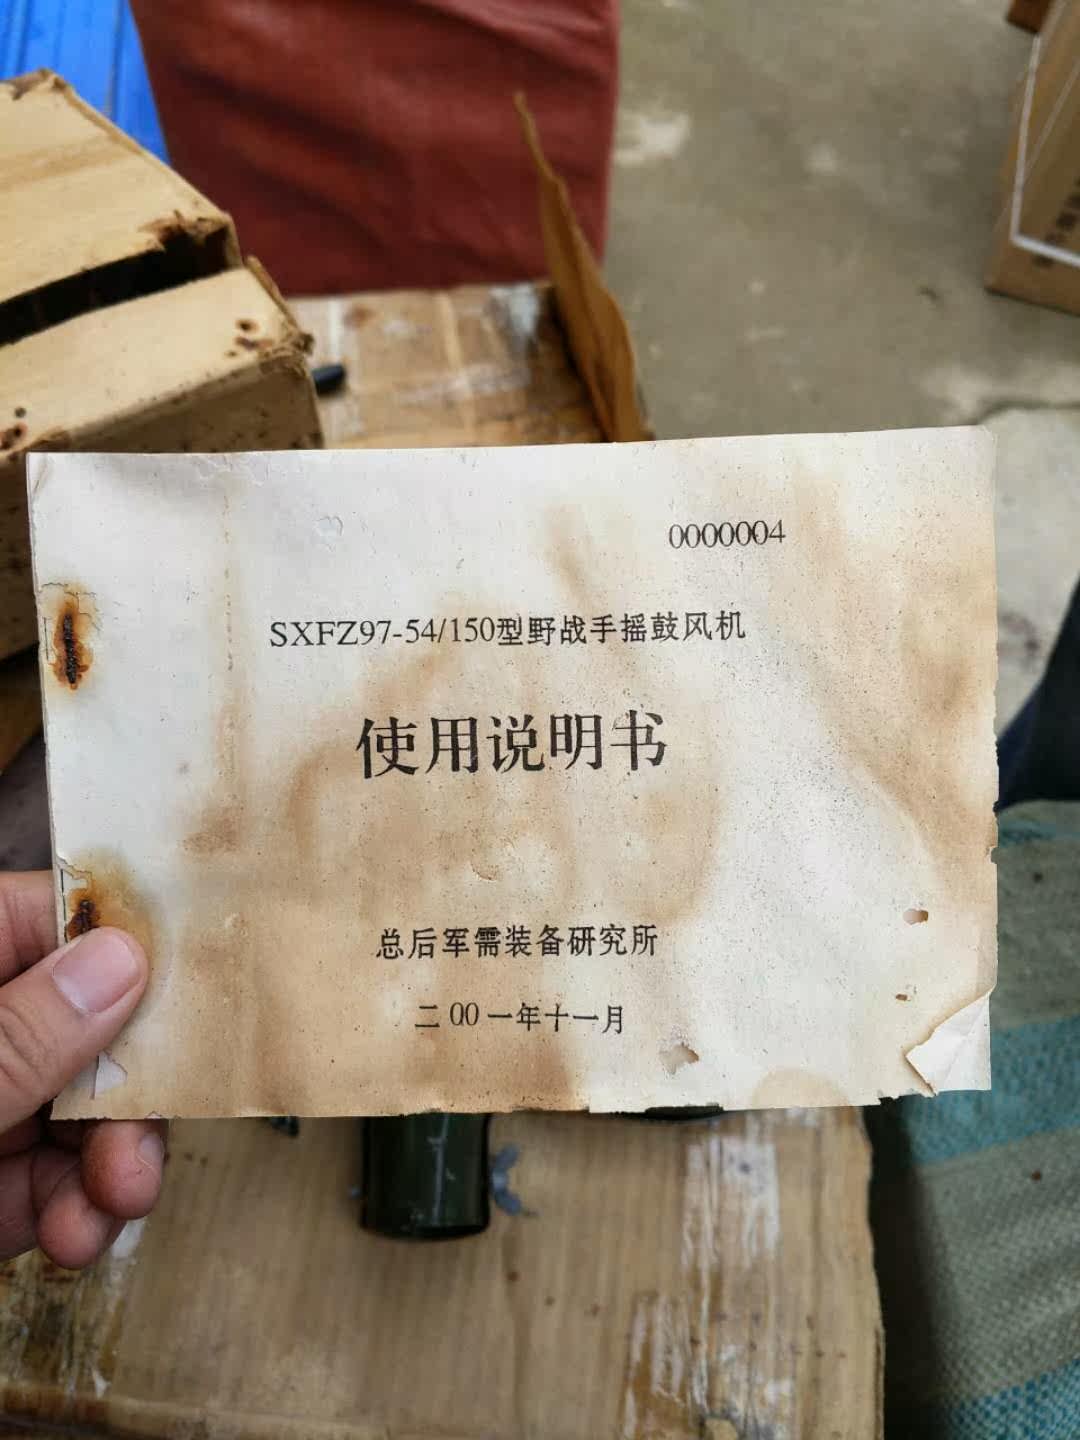 0000004
SXFZ97-54/150型野战手摇鼓风机
使用说明书
总后军需装备研究所
二00一年十一月